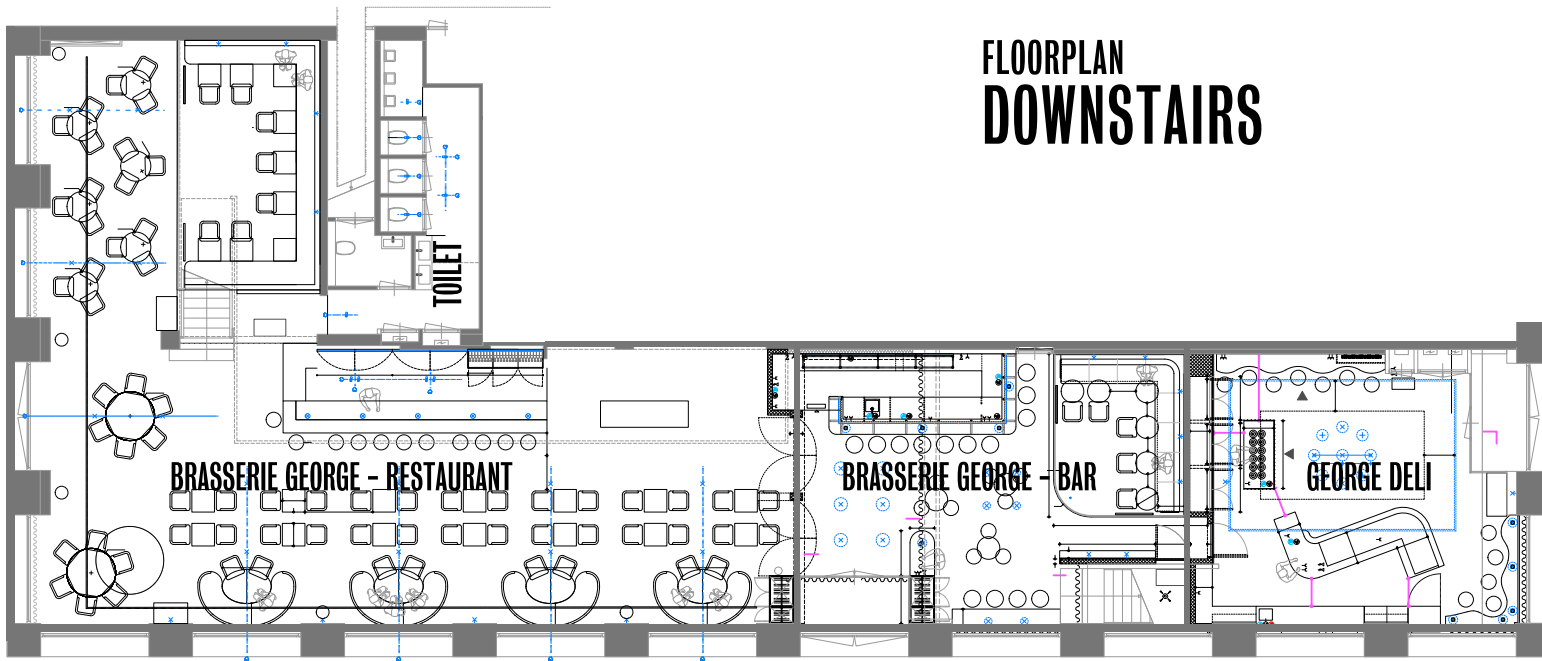 FLOORPLAN
DOWNSTAIRS
TOILET
BRASSERIE GEORGE – RESTAURANT
BRASSERIE GEORGE – BAR
GEORGE DELI